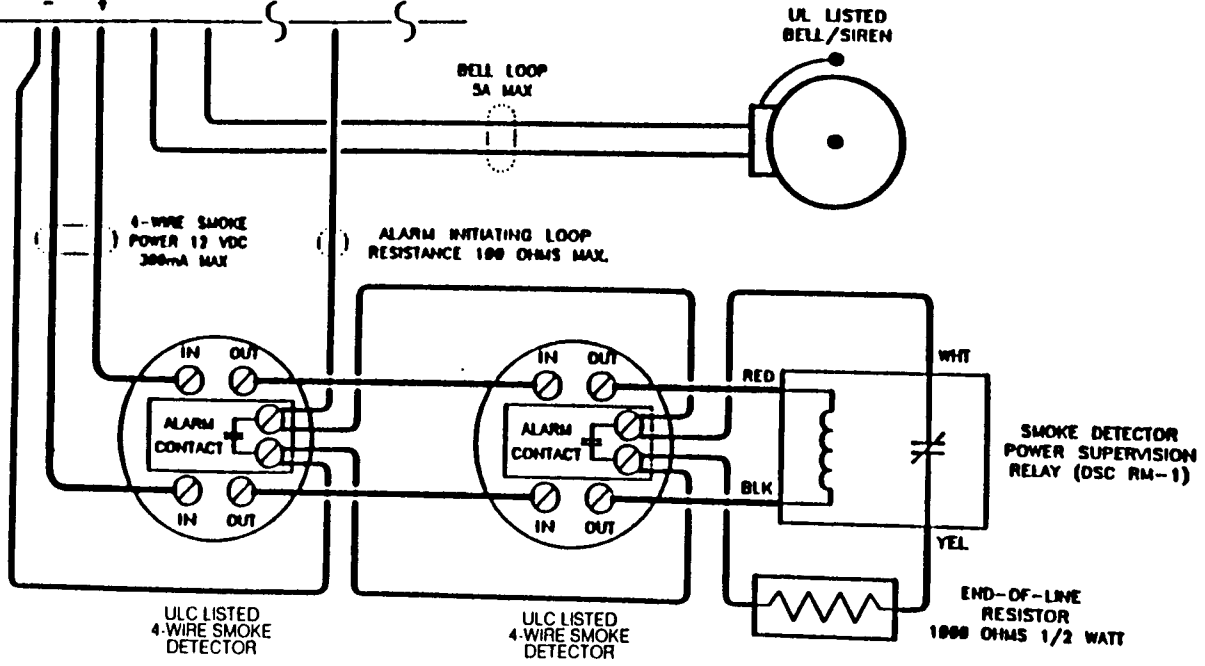 - +
UL LISTED
BELL/SIREN
BELL LOOP
5A MAX
4-WIRE SMOKE
POWER 12 VDC
300mA MAX
ALARM INITIATING LOOP
RESISTANCE 100 OHMS MAX.
IN OUT
ALARM
CONTACT
IN OUT
IN OUT
ALARM
CONTACT
IN OUT
RED
BLK
WHT
YEL
SMOKE DETECTOR
POWER SUPERVISION
RELAY (DSC RM-1)
END-OF-LINE
RESISTOR
1000 OHMS 1/2 WATT
ULC LISTED
4-WIRE SMOKE
DETECTOR
ULC LISTED
4-WIRE SMOKE
DETECTOR